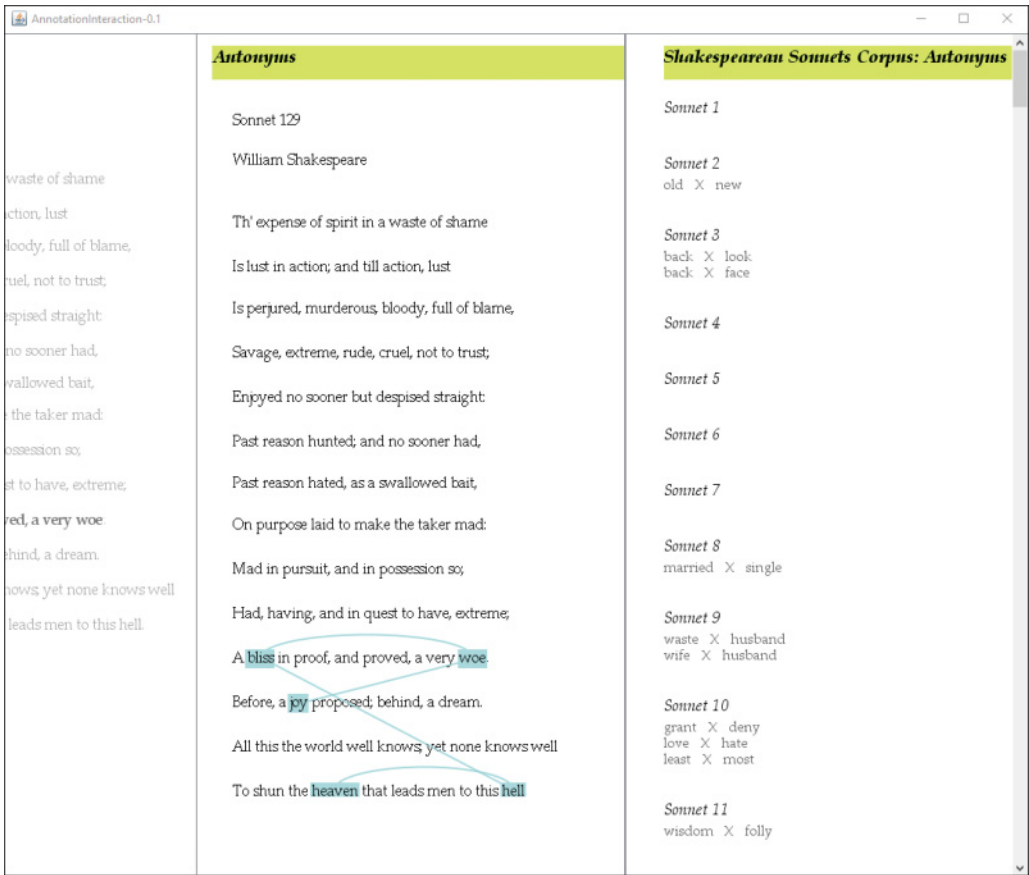 AnnotationInteraction-0.1
waste of shame
ction, lust
loody, full of blame,
ruel, not to trust;
espised straight:
no sooner had,
wallowed bait,
the taker mad:
ossession so;
st to have, extreme;
ved, a very woe.
ehind, a dream.
nows; yet none knows well
leads men to this hell.
Antonyms
Sonnet 129
William Shakespeare
Th' expense of spirit in a waste of shame
Is lust in action; and till action, lust
Is perjured, murderous, bloody, full of blame,
Savage, extreme, rude, cruel, not to trust;
Enjoyed no sooner but despised straight:
Past reason hunted; and no sooner had,
Past reason hated, as a swallowed bait,
On purpose laid to make the taker mad:
Mad in pursuit, and in possession so;
Had, having, and in quest to have, extreme;
A bliss in proof, and proved, a very woe.
Before, a joy proposed; behind, a dream.
All this the world well knows; yet none knows well
To shun the heaven that leads men to this hell
Shakespearean Sonnets Corpus: Antonyms
Sonnet 1
Sonnet 2
old X new
Sonnet 3
back X look
back X face
Sonnet 4
Sonnet 5
Sonnet 6
Sonnet 7
Sonnet 8
married X single
Sonnet 9
waste X husband
wife X husband
Sonnet 10
grant X deny
love X hate
least X most
Sonnet 11
wisdom X folly